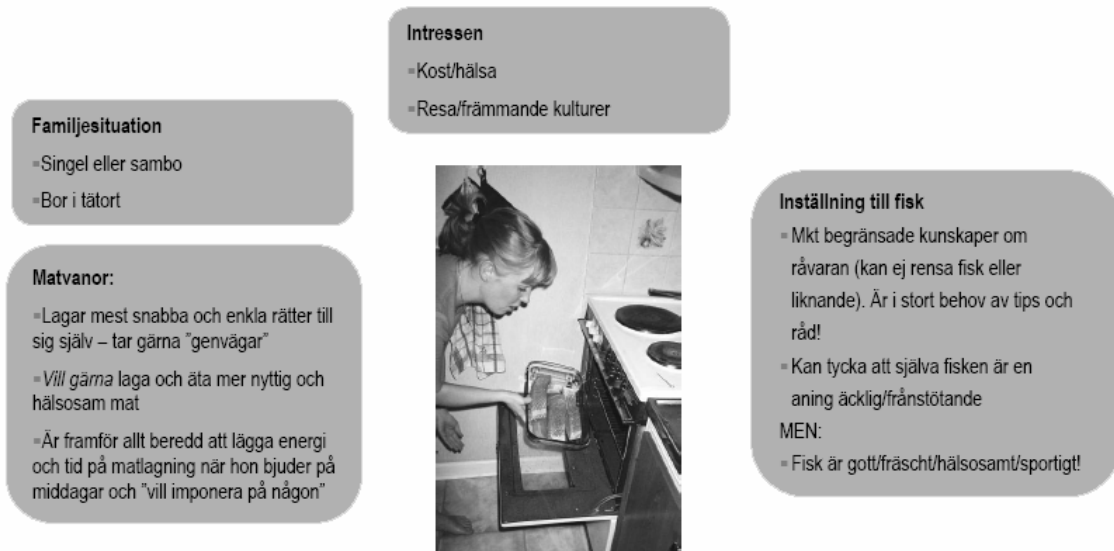 Intressen
▪Kost/hälsa
▪Resa/främmande kulturer
Familjesituation
▪Singel eller sambo
▪Bor i tätort
Matvanor:
▪Lagar mest snabba och enkla rätter till
sig själv – tar gärna ”genvägar”
▪Vill gärna laga och äta mer nyttig och
hälsosam mat
▪Är framför allt beredd att lägga energi
och tid på matlagning när hon bjuder på
middagar och ”vill imponera på någon”
Inställning till fisk
▪Mkt begränsade kunskaper om
råvaran (kan ej rensa fisk eller
liknande). Är i stort behov av tips och
råd!
▪Kan tycka att själva fisken är en
aning äcklig/frånstötande
MEN:
▪Fisk är gott/fräscht/hälsosamt/sportigt!